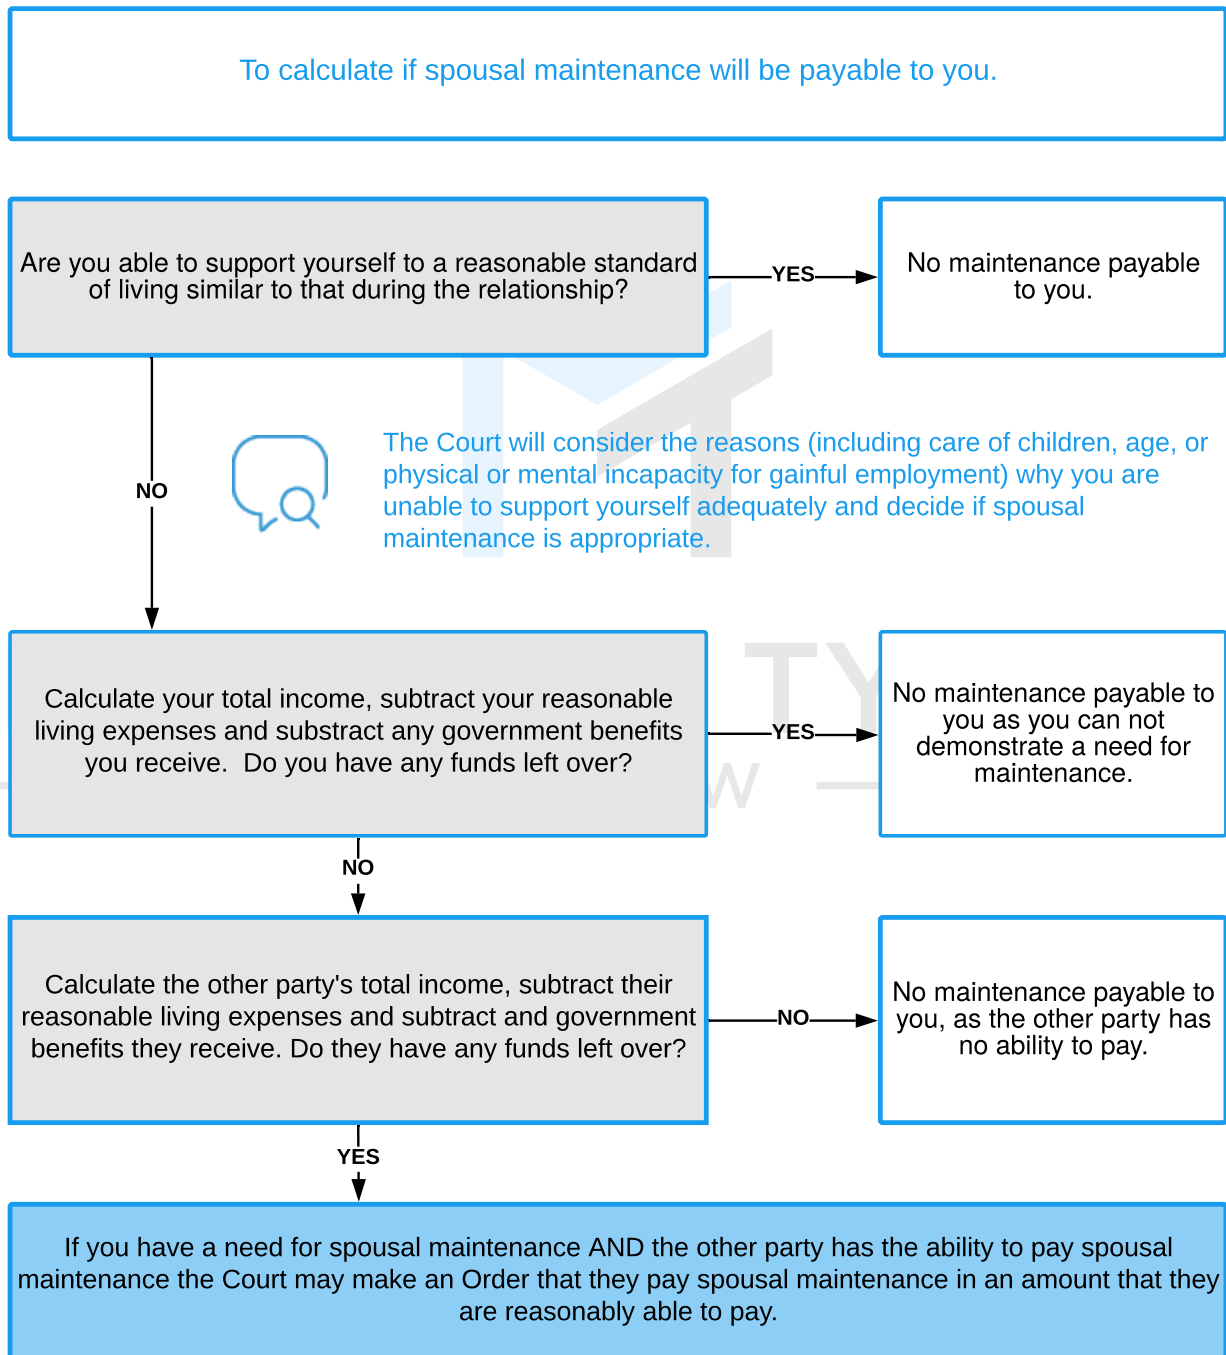 To calculate if spousal maintenance will be payable to you.
Are you able to support yourself to a reasonable standard
of living similar to that during the relationship?
YES
No maintenance payable
to you.
NO
The Court will consider the reasons (including care of children, age, or
physical or mental incapacity for gainful employment) why you are
unable to support yourself adequately and decide if spousal
maintenance is appropriate.
Calculate your total income, subtract your reasonable
living expenses and substract any government benefits
you receive.  Do you have any funds left over?
YES
No maintenance payable to
you as you can not
demonstrate a need for
maintenance.
NO
Calculate the other party's total income, subtract their
reasonable living expenses and subtract and government
benefits they receive. Do they have any funds left over?
NO
No maintenance payable to
you, as the other party has
no ability to pay.
YES
If you have a need for spousal maintenance AND the other party has the ability to pay spousal
maintenance the Court may make an Order that they pay spousal maintenance in an amount that they
are reasonably able to pay.